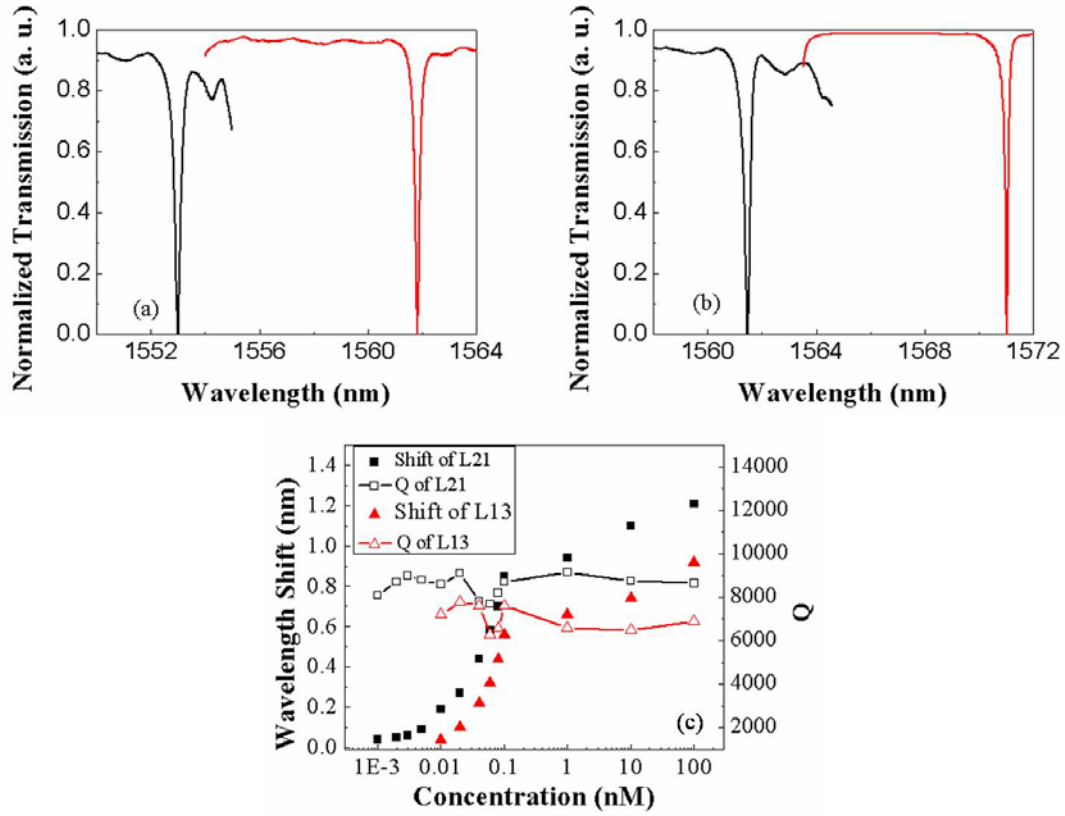 Normalized Transmission (a. u.)
1.0
0.8
0.6
0.4
0.2
0.0
(a)
1552
1556
1560
1564
Wavelength (nm)
Normalized Transmission (a. u.)
1.0
0.8
0.6
0.4
0.2
0.0
(b)
1560
1564
1568
1572
Wavelength (nm)
Wavelength Shift (nm)
1.4
1.2
1.0
0.8
0.6
0.4
0.2
0.0
Shift of L21
Q of L21
Shift of L13
Q of L13
(c)
14000
12000
10000
8000
6000
4000
2000
Q
1E-3
0.01
0.1
1
10
100
Concentration (nM)